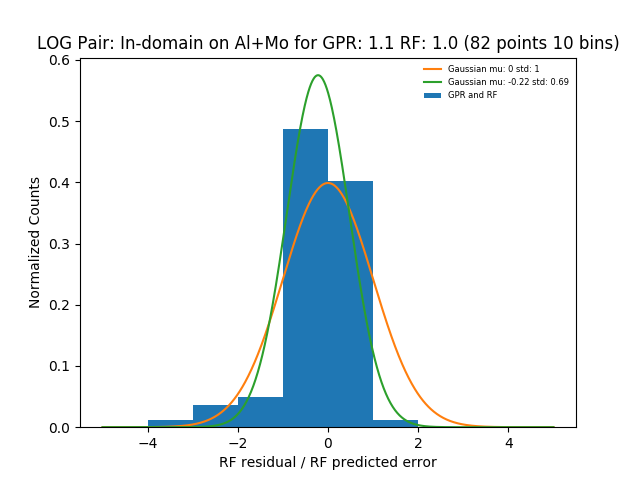 LOG Pair: In-domain on Al+Mo for GPR: 1.1 RF: 1.0 (82 points 10 bins)
Gaussian mu: 0 std: 1
Gaussian mu: -0.22 std: 0.69
GPR and RF
Normalized Counts
0.6
0.5
0.4
0.3
0.2
0.1
0.0
−4 −2 0 2 4
RF residual / RF predicted error